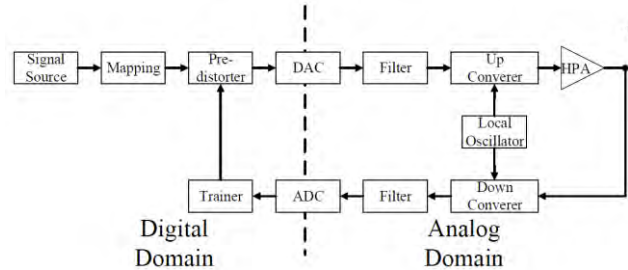 Signal
Source
Mapping
Pre-
distorter
DAC
Filter
Up
Converer
HPA
Local
Oscillator
Trainer
ADC
Filter
Down
Converer
Digital
Domain
Analog
Domain